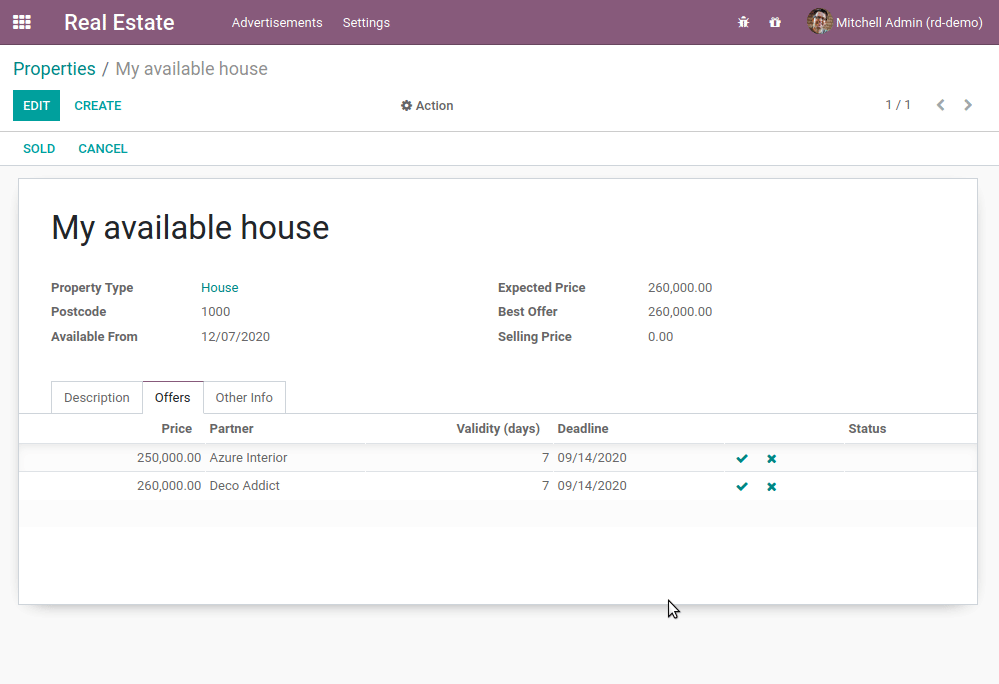 Real Estate Advertisements Settings Mitchell Admin (rd-demo)
Properties / My available house
EDIT CREATE Action 1 / 1
SOLD CANCEL
My available house
Property Type House Expected Price 260,000.00
Postcode 1000 Best Offer 260,000.00
Available From 12/07/2020 Selling Price 0.00
Description Offers Other Info
Price Partner Validity (days) Deadline Status
250,000.00 Azure Interior 7 09/14/2020
260,000.00 Deco Addict 7 09/14/2020